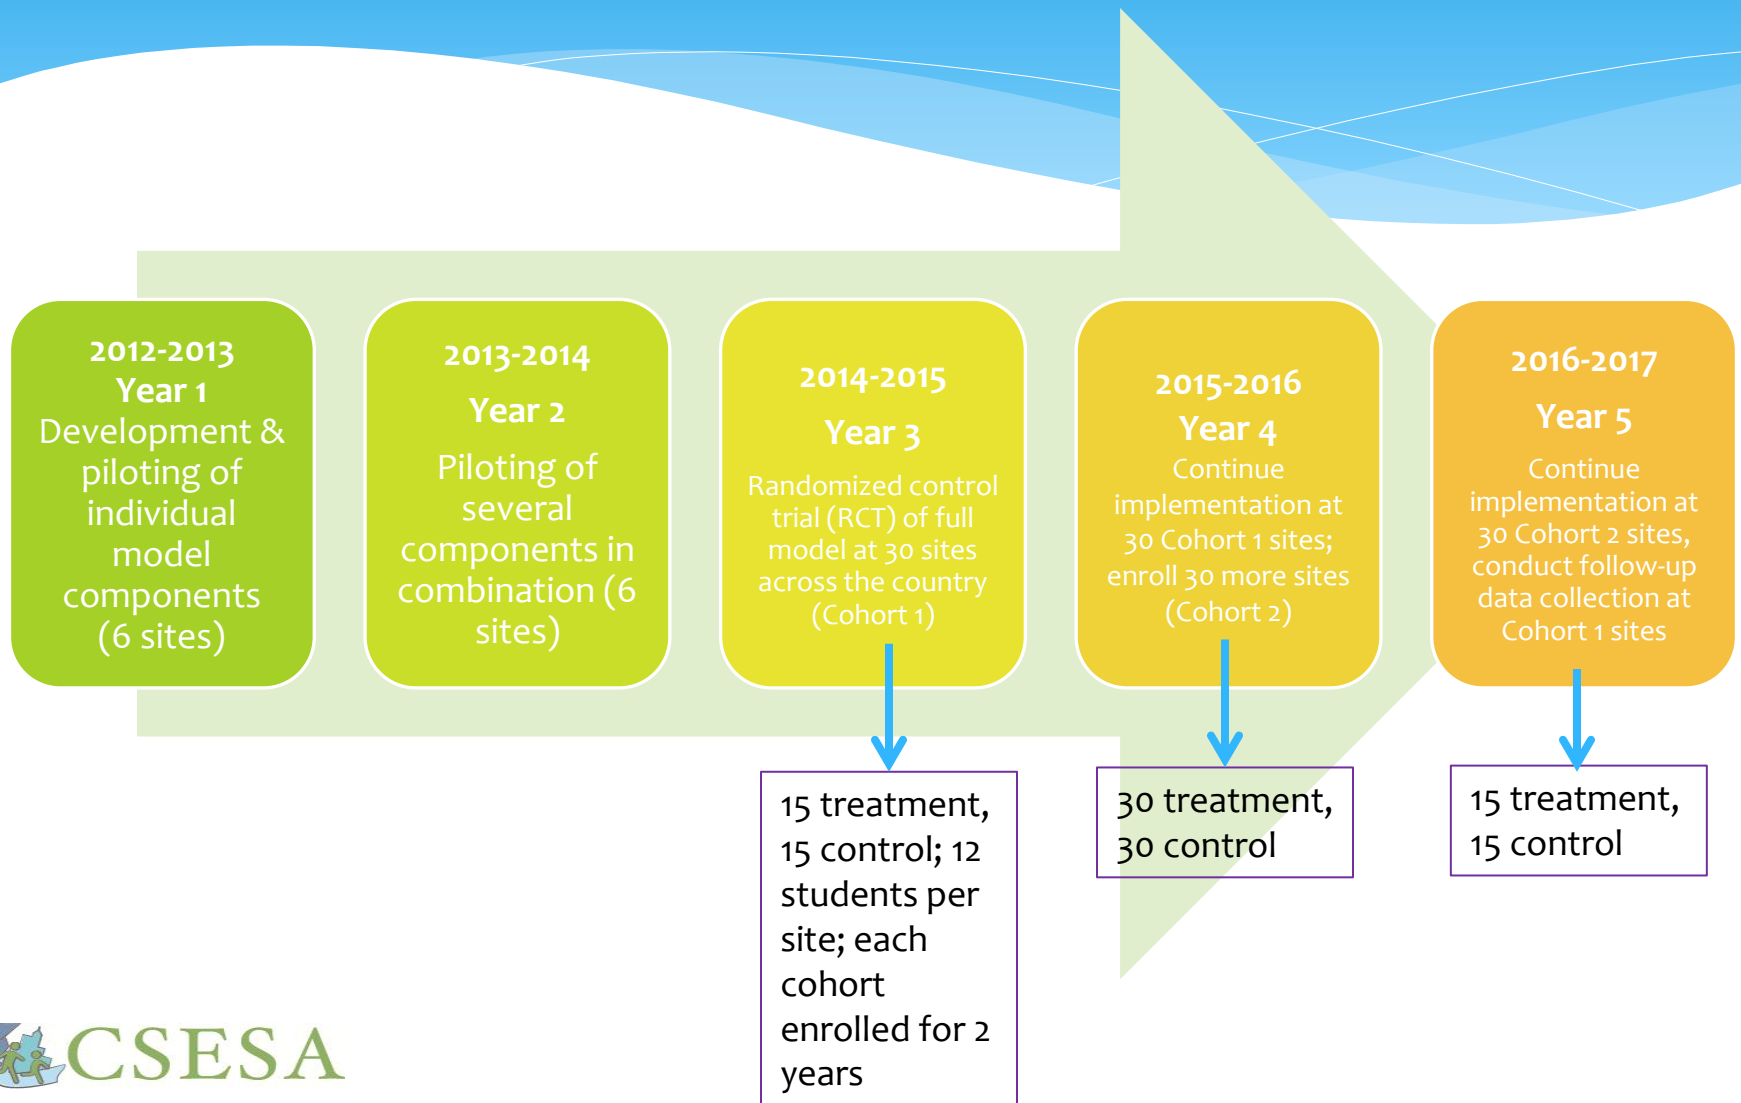 2012-2013
Year 1
Development &
piloting of
individual
model
components
(6 sites)
2013-2014
Year 2
Piloting of
several
components in
combination (6
sites)
2014-2015
Year 3
Randomized control
trial (RCT) of full
model at 30 sites
across the country
(Cohort 1)
2015-2016
Year 4
Continue
implementation at
30 Cohort 1 sites;
enroll 30 more sites
(Cohort 2)
2016-2017
Year 5
Continue
implementation at
30 Cohort 2 sites,
conduct follow-up
data collection at
Cohort 1 sites
15 treatment,
15 control; 12
students per
site; each
cohort
enrolled for 2
years
30 treatment,
30 control
15 treatment,
15 control
CSESA